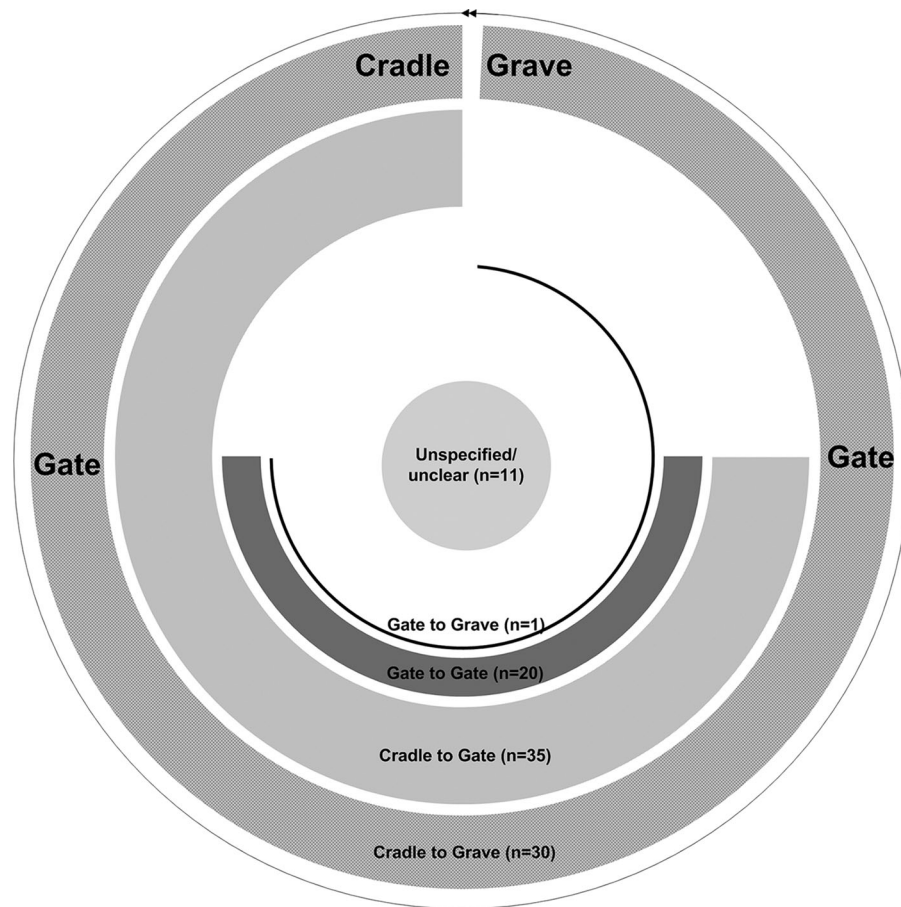 Cradle Grave
Gate
Gate
Unspecified/
unclear (n=11)
Gate to Grave (n=1)
Gate to Gate (n=20)
Cradle to Gate (n=35)
Cradle to Grave (n=30)